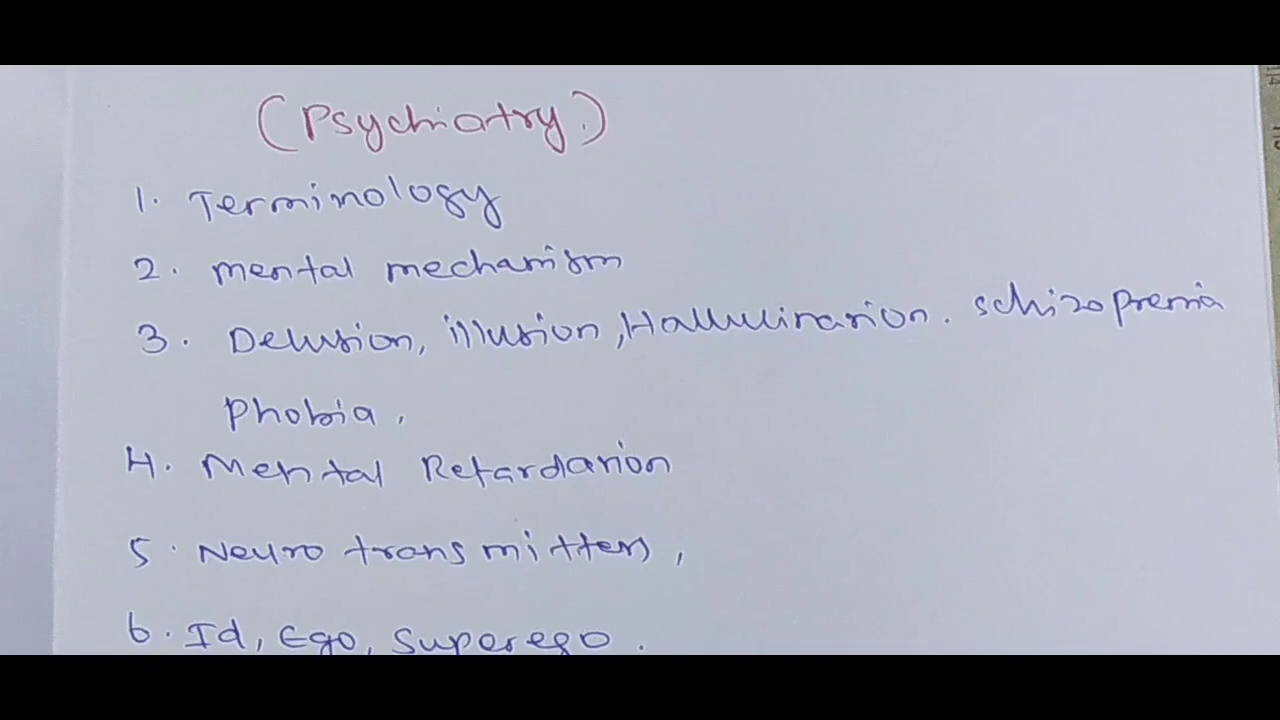 (Psychiatry.)
1. Terminology
2. mental mechanism
3. Delusion, illusion, Hallucination. schizoprenia
Phobia,
4. Mental Retardation
5. Neuro transmitters,
6. Id, Ego, Superego.